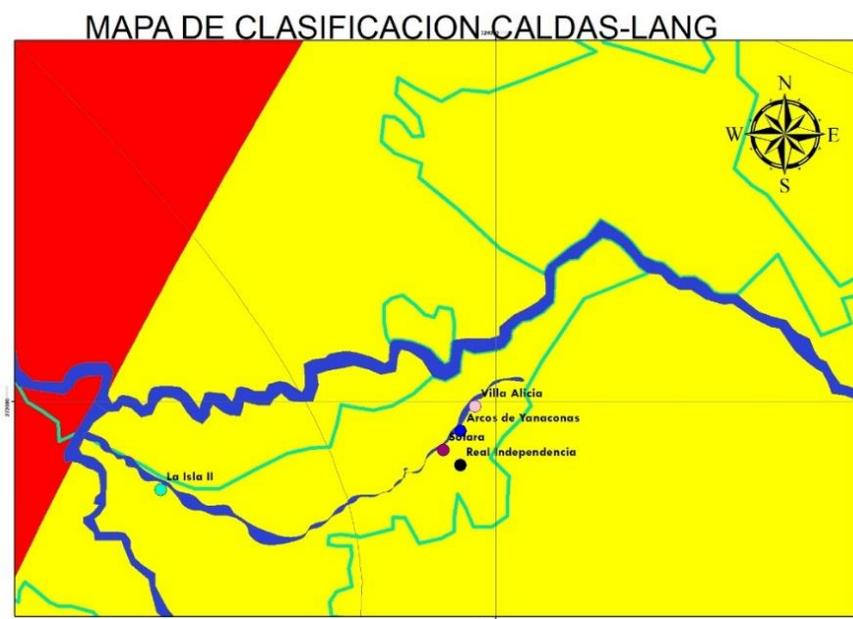 MAPA DE CLASIFICACION CALDAS-LANG
N
W E
S
Villa Alicia
Arcos de Yanaconas
Solara
Real Independencia
La Isla II